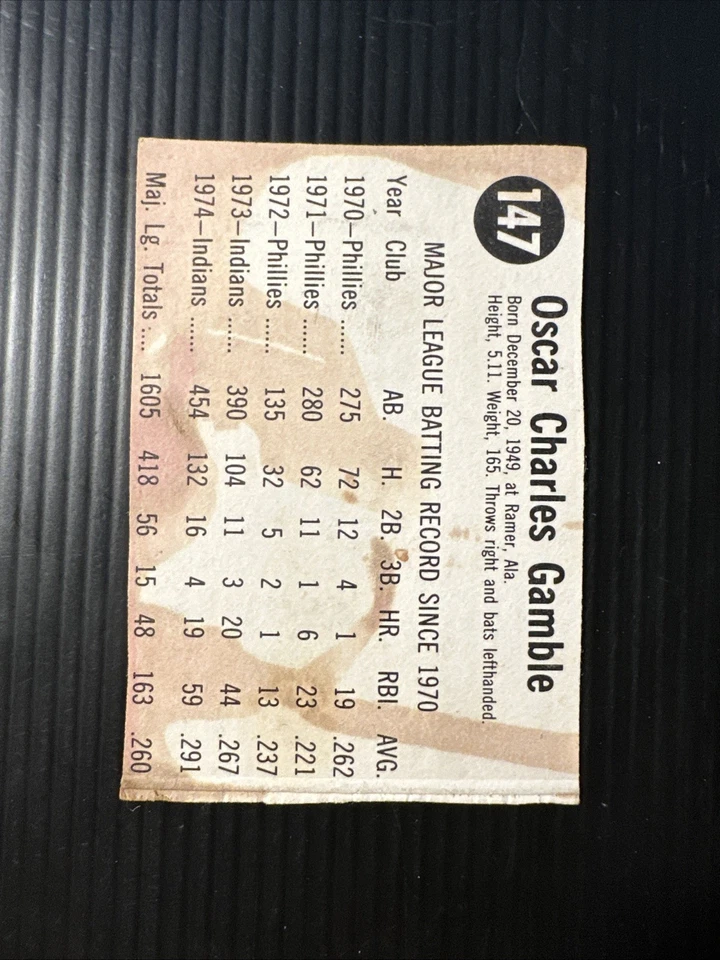 147
Oscar Charles Gamble
Born December 20, 1949, at Ramer, Ala.
Height, 5.11. Weight, 165. Throws right and bats lefthanded.
MAJOR LEAGUE BATTING RECORD SINCE 1970
Year Club AB. H. 2B. 3B. HR. RBI. AVG.
1970—Phillies ...... 275 72 12 4 1 19 .262
1971—Phillies ...... 280 62 11 1 6 23 .221
1972—Phillies ...... 135 32 5 2 1 13 .237
1973—Indians ...... 390 104 11 3 20 44 .267
1974—Indians ...... 454 132 16 4 19 59 .291
Maj. Lg. Totals .... 1605 418 56 15 48 163 .260